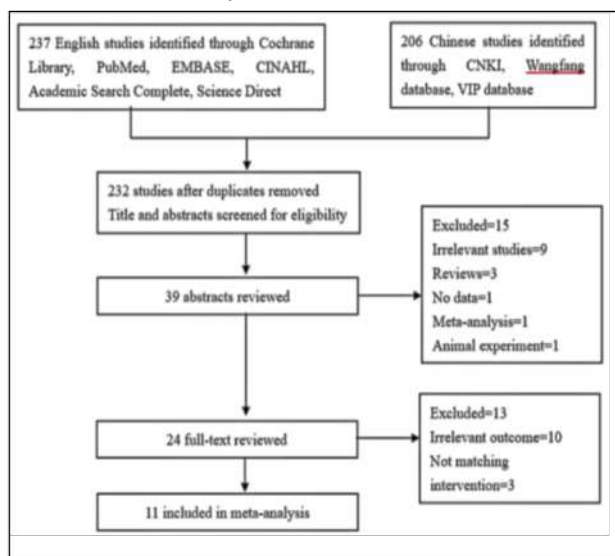 237 English studies identified through Cochrane
Library, PubMed, EMBASE, CINAHL,
Academic Search Complete, Science Direct
206 Chinese studies identified
through CNKI, Wangfang
database, VIP database
232 studies after duplicates removed
Title and abstracts screened for eligibility
39 abstracts reviewed
Excluded=15
Irrelevant studies=9
Reviews=3
No data=1
Meta-analysis=1
Animal experiment=1
24 full-text reviewed
Excluded=13
Irrelevant outcome=10
Not matching
intervention=3
11 included in meta-analysis